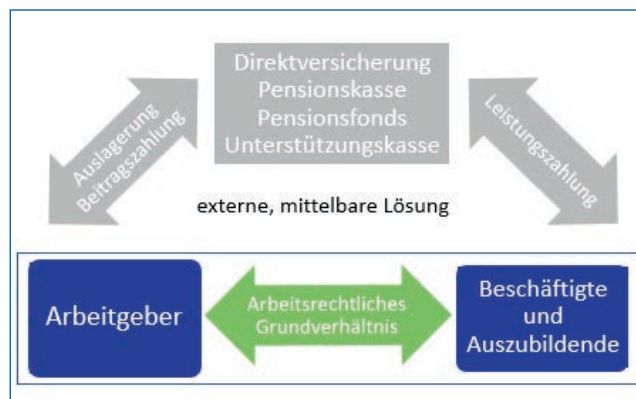 Direktversicherung
Pensionskasse
Pensionsfonds
Unterstützungskasse
Auslagerung
Beitragszahlung
Leistungszahlung
externe, mittelbare Lösung
Arbeitgeber
Arbeitsrechtliches
Grundverhältnis
Beschäftigte
und
Auszubildende